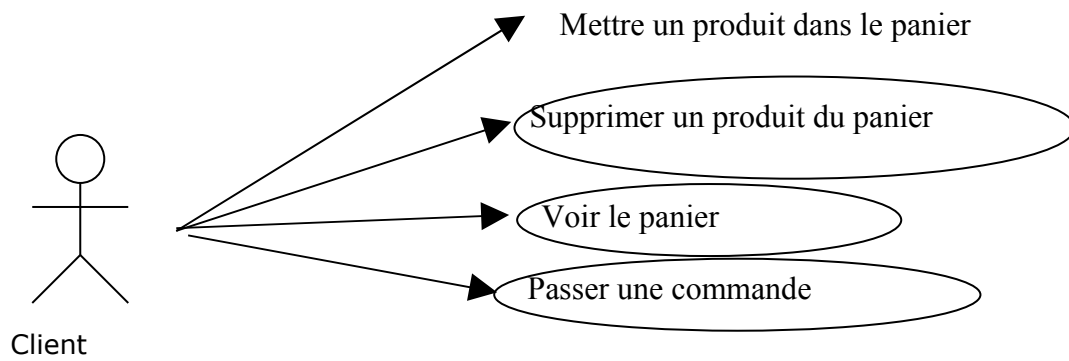 Mettre un produit dans le panier
Supprimer un produit du panier
Voir le panier
Passer une commande
Client